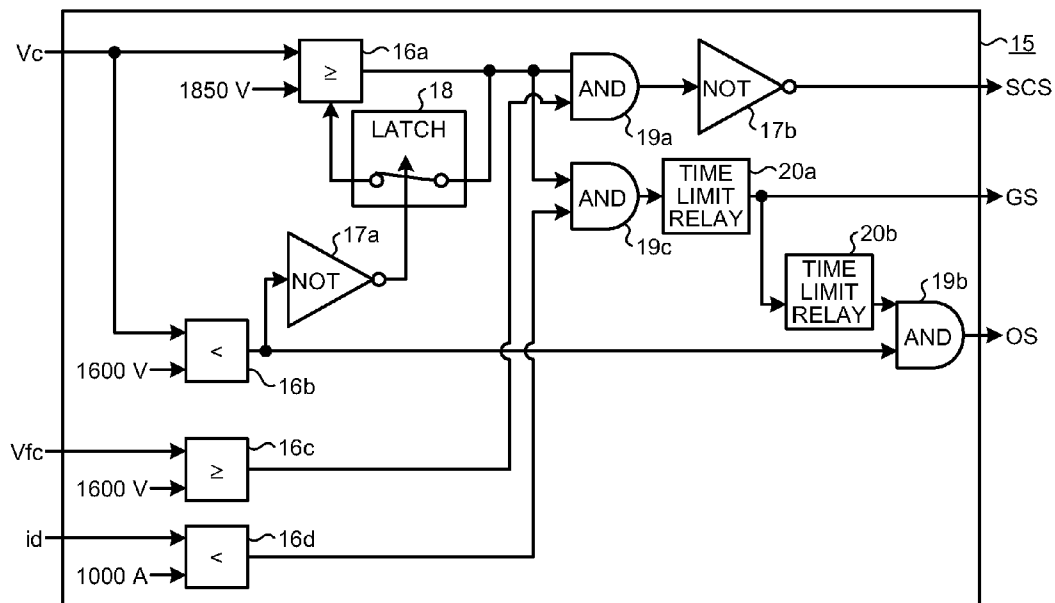 15
Vc
16a
≥
1850 V
18
LATCH
AND
19a
NOT
17b
SCS
AND
19c
TIME
LIMIT
RELAY
20a
GS
17a
NOT
20b
TIME
LIMIT
RELAY
19b
AND
OS
<
1600 V
16b
Vfc
16c
≥
1600 V
id
16d
<
1000 A